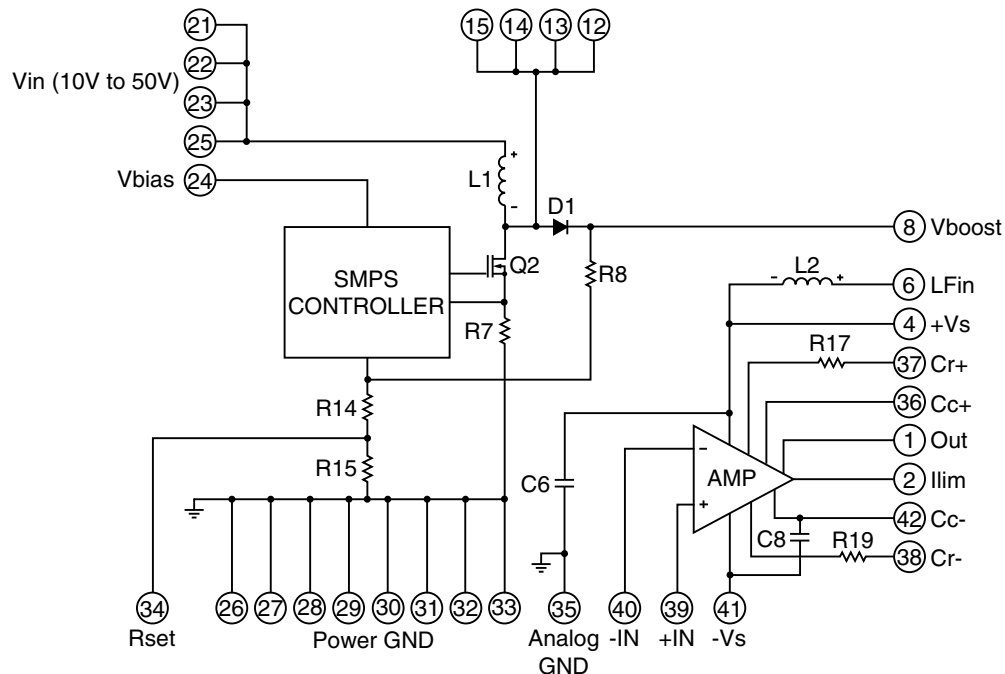 21
15 14 13 12
22
Vin (10V to 50V)
23
25
Vbias 24
L1
+
-
D1
8 Vboost
SMPS
CONTROLLER
Q2
R8
L2
- +
6 LFin
R7
4 +Vs
R17
37 Cr+
R14
36 Cc+
1 Out
R15
C6
-
AMP
+
2 Ilim
42 Cc-
C8
R19
38 Cr-
34 26 27 28 29 30 31 32 33 35 40 39 41
Rset Power GND Analog -IN +IN -Vs
GND